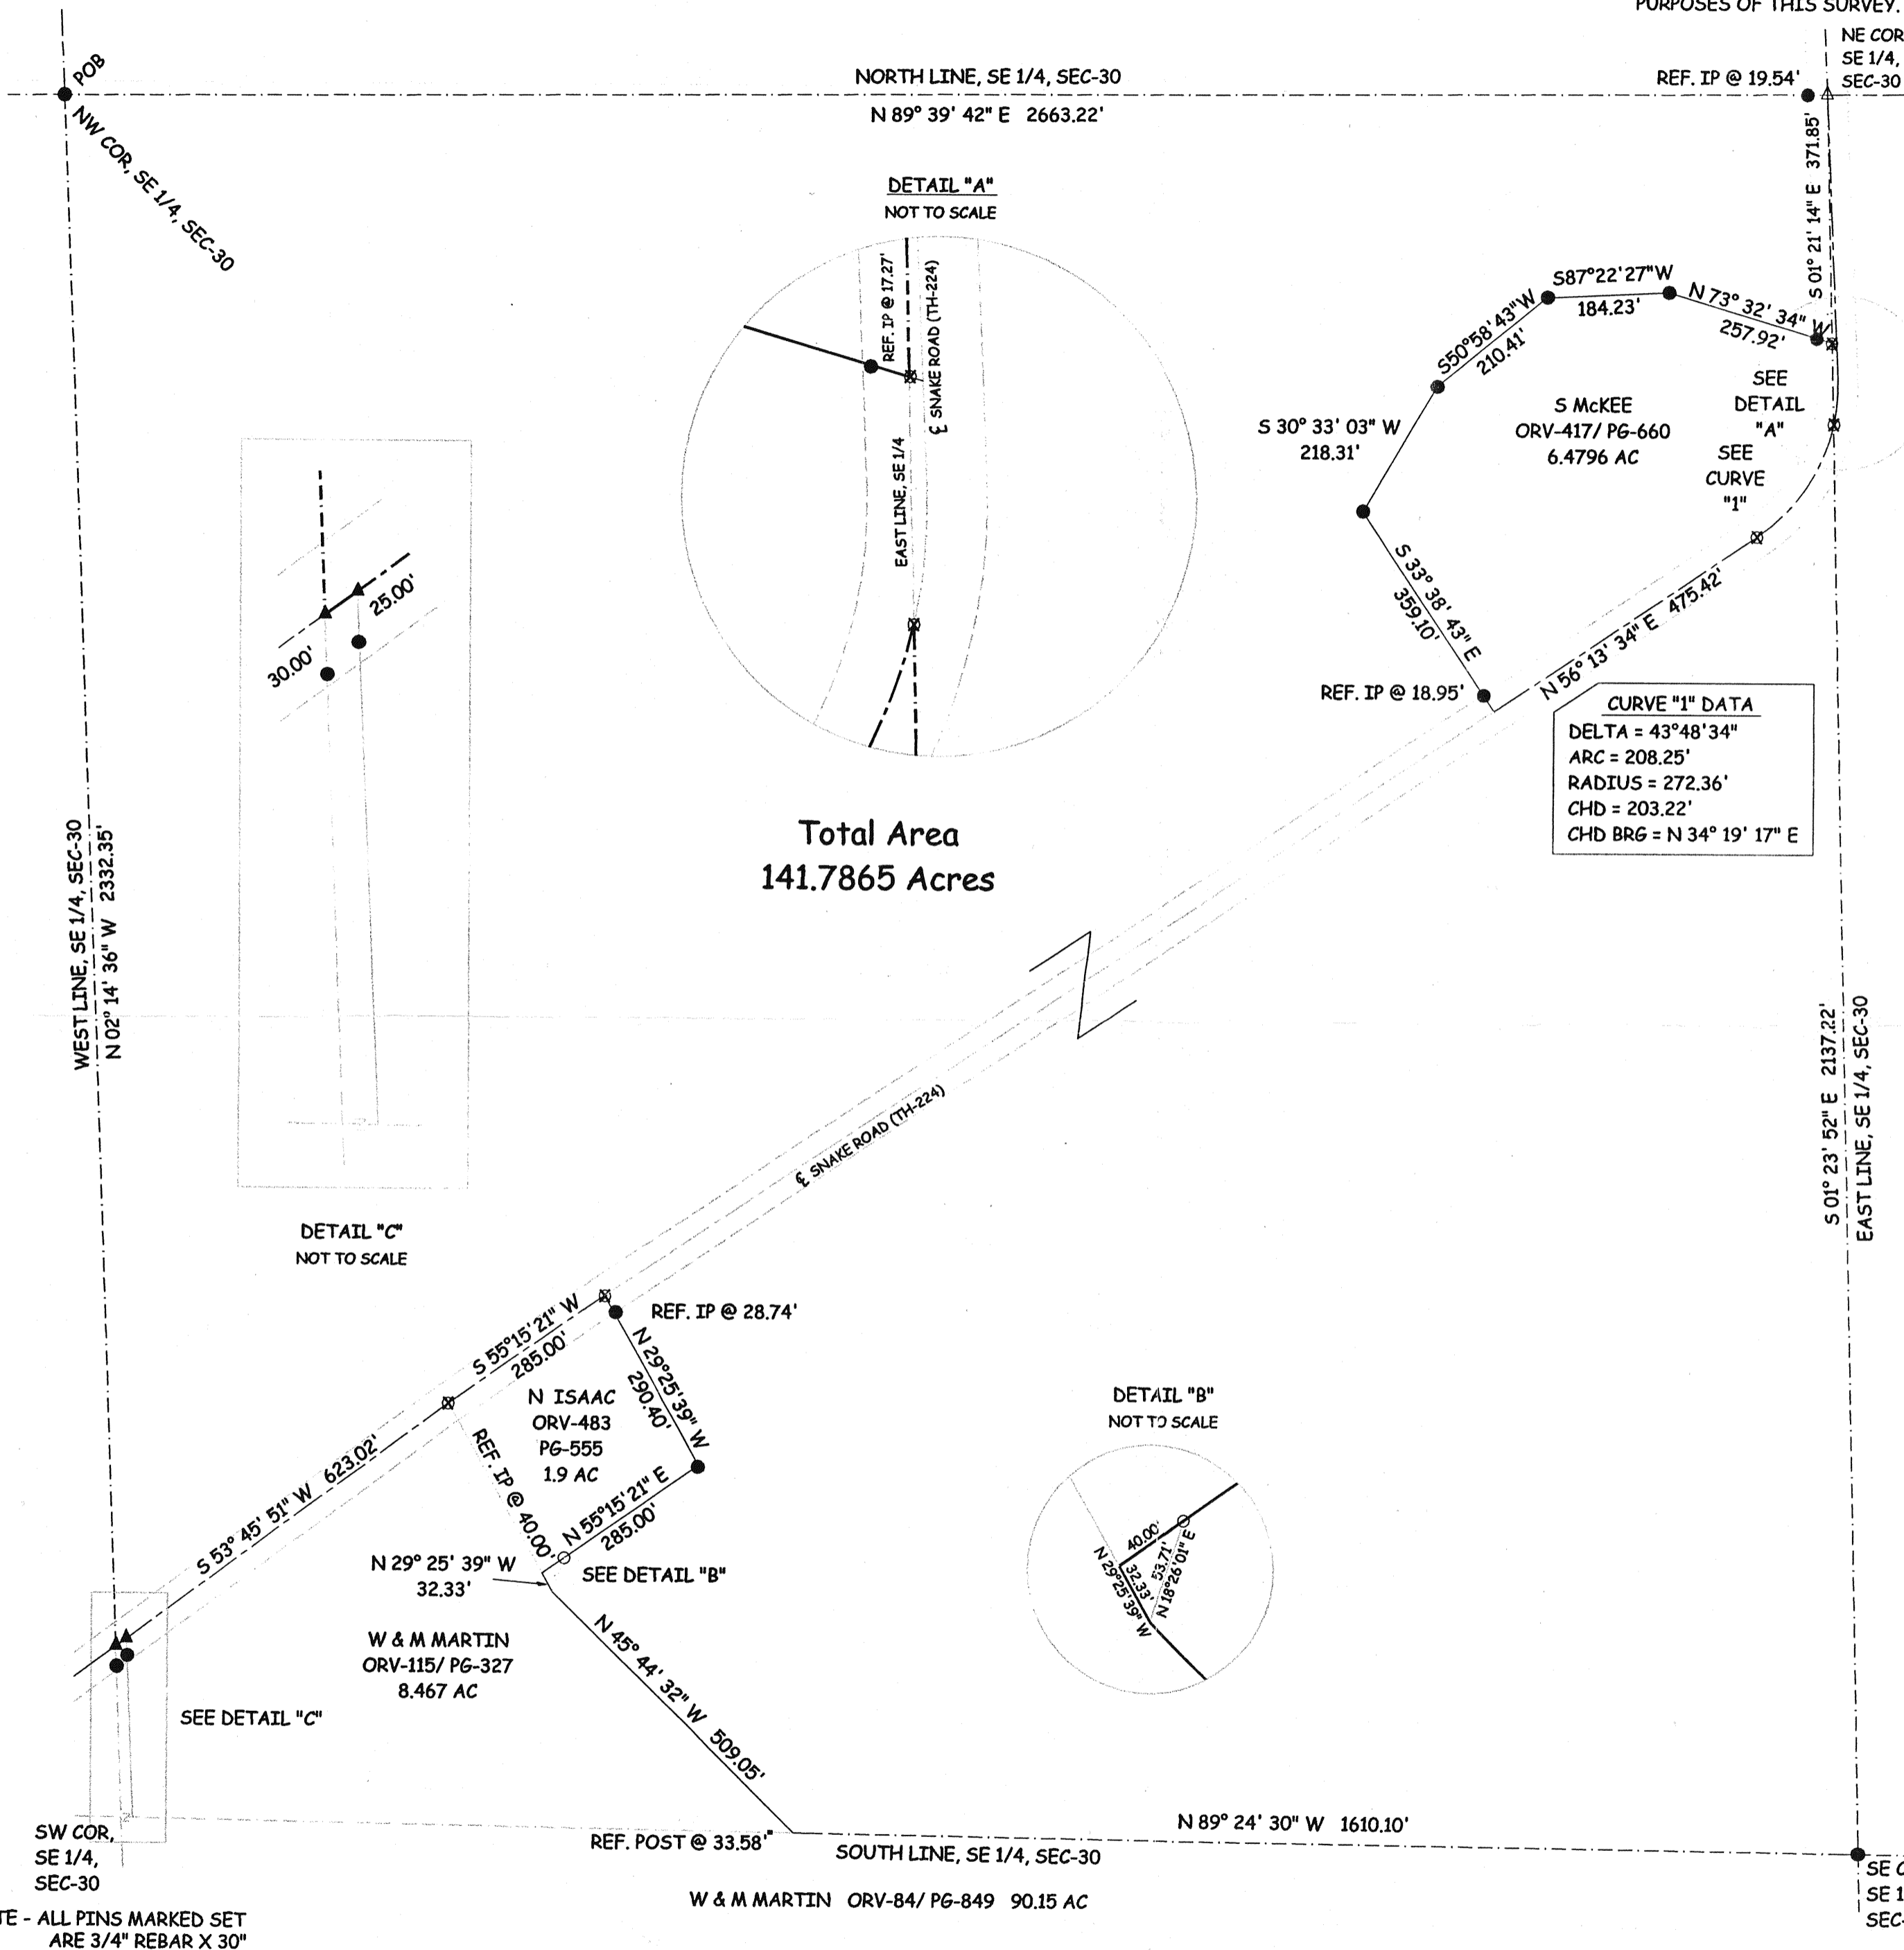 PURPOSES OF THIS SURVEY.
NE COR
SE 1/4,
SEC-30
POB
NORTH LINE, SE 1/4, SEC-30
REF. IP @ 19.54'
N 89° 39' 42" E 2663.22'
NW COR, SE 1/4, SEC-30
S 01° 21' 14" E 371.85'
DETAIL "A"
NOT TO SCALE
REF. IP @ 17.27'
℄ SNAKE ROAD (TH-224)
EAST LINE, SE 1/4
S87°22'27"W
184.23'
N 73° 32' 34" W
257.92'
S50°58'43"W
210.41'
SEE
DETAIL
"A"
S McKEE
ORV-417/ PG-660
6.4796 AC
S 30° 33' 03" W
218.31'
SEE
CURVE
"1"
S 33° 38' 43" E
359.10'
N 56° 13' 34" E 475.42'
REF. IP @ 18.95'
25.00'
30.00'
CURVE "1" DATA
DELTA = 43°48'34"
ARC = 208.25'
RADIUS = 272.36'
CHD = 203.22'
CHD BRG = N 34° 19' 17" E
Total Area
141.7865 Acres
WEST LINE, SE 1/4, SEC-30
N 02° 14' 36" W 2332.35'
S 01° 23' 52" E 2137.22'
EAST LINE, SE 1/4, SEC-30
℄ SNAKE ROAD (TH-224)
DETAIL "C"
NOT TO SCALE
S 55°15'21" W
285.00'
REF. IP @ 28.74'
N 29°25'39" W
290.40'
N ISAAC
ORV-483
PG-555
1.9 AC
REF. IP @ 40.00'
N 55°15'21" E
285.00'
DETAIL "B"
NOT TO SCALE
40.00'
53.71'
N 18°26'01" E
32.33'
N 29°25'39" W
S 53° 45' 51" W 623.02'
N 29° 25' 39" W
32.33'
SEE DETAIL "B"
W & M MARTIN
ORV-115/ PG-327
8.467 AC
N 45° 44' 32" W 509.05'
SEE DETAIL "C"
SW COR,
SE 1/4,
SEC-30
REF. POST @ 33.58'
N 89° 24' 30" W 1610.10'
SOUTH LINE, SE 1/4, SEC-30
SE C
SE 1
SEC-
W & M MARTIN ORV-84/ PG-849 90.15 AC
TE - ALL PINS MARKED SET
ARE 3/4" REBAR X 30"